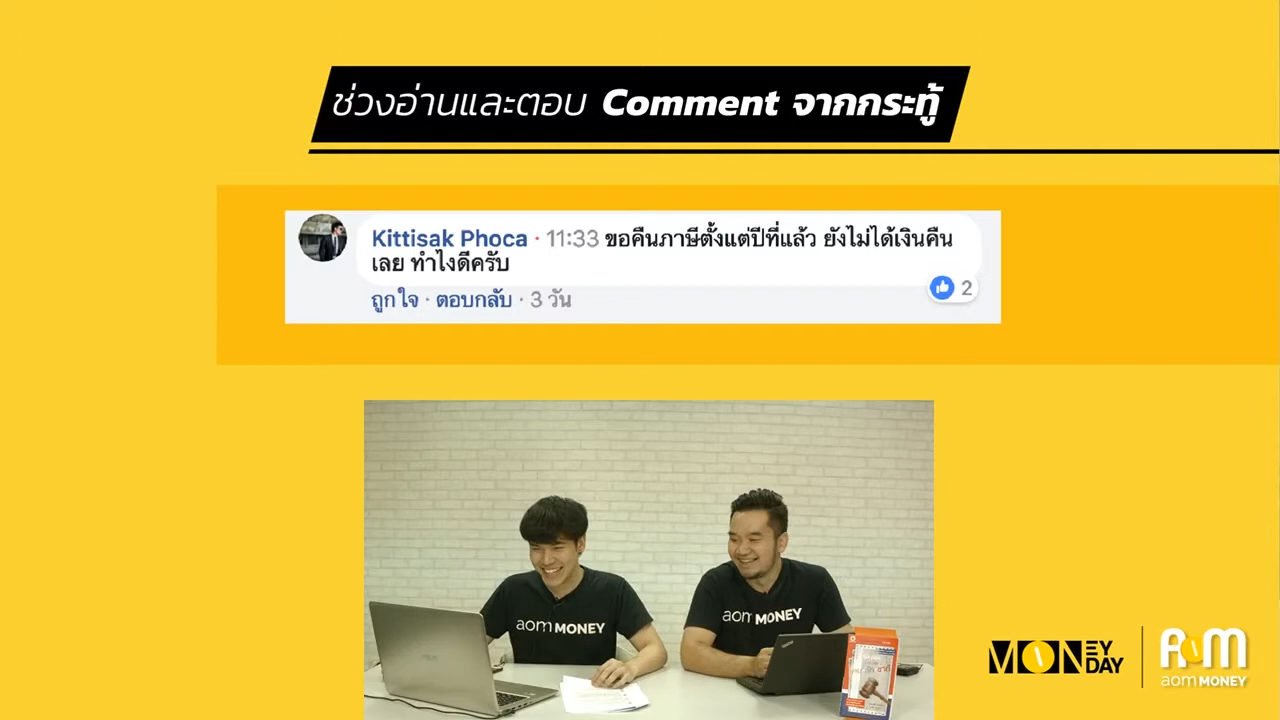 ช่วงอ่านและตอบ Comment จากกระทู้
Kittisak Phoca · 11:33 ขอคืนภาษีตั้งแต่ปีที่แล้ว ยังไม่ได้เงินคืน
เลย ทำไงดีครับ
ถูกใจ · ตอบกลับ · 3 วัน
2
aom MONEY
aom MONEY
MONEY DAY
AOM
aom MONEY